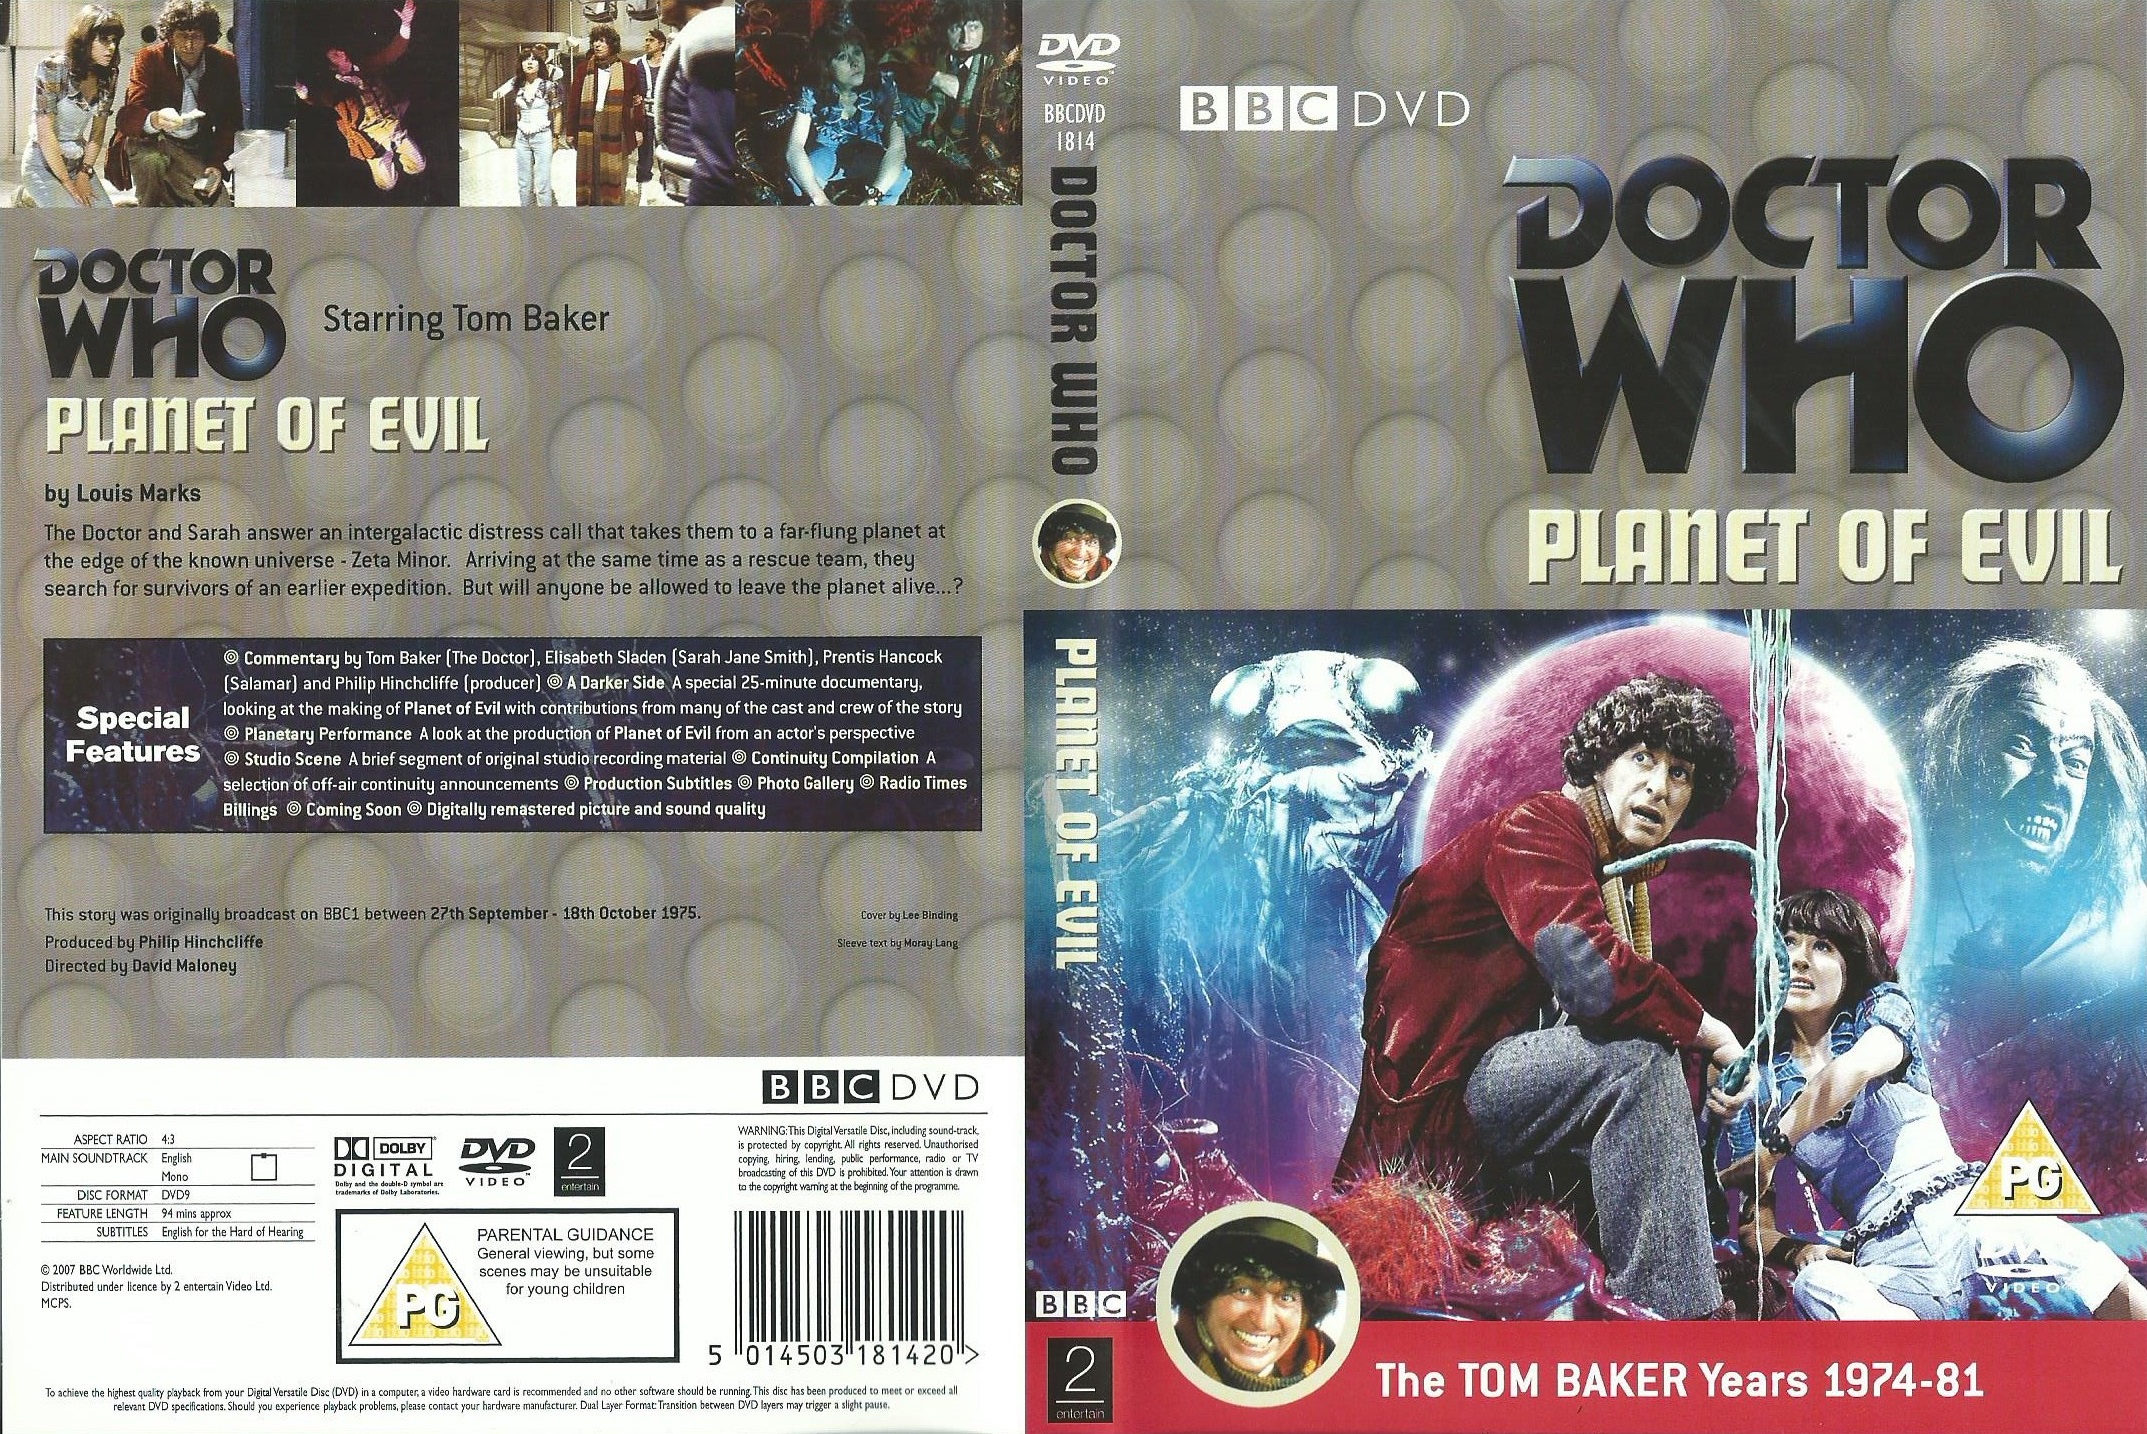 DOCTOR
WHO
Starring Tom Baker
PLANET OF EVIL
by Louis Marks
The Doctor and Sarah answer an intergalactic distress call that takes them to a far-flung planet at
the edge of the known universe - Zeta Minor. Arriving at the same time as a rescue team, they
search for survivors of an earlier expedition. But will anyone be allowed to leave the planet alive...?
Special
Features
Commentary by Tom Baker (The Doctor), Elisabeth Sladen (Sarah Jane Smith), Prentis Hancock
(Salamar) and Philip Hinchcliffe (producer) A Darker Side A special 25-minute documentary,
looking at the making of Planet of Evil with contributions from many of the cast and crew of the story
Planetary Performance A look at the production of Planet of Evil from an actor's perspective
Studio Scene A brief segment of original studio recording material Continuity Compilation A
selection of off-air continuity announcements Production Subtitles Photo Gallery Radio Times
Billings Coming Soon Digitally remastered picture and sound quality
This story was originally broadcast on BBC1 between 27th September - 18th October 1975.
Produced by Philip Hinchcliffe
Directed by David Maloney
Cover by Lee Binding
Sleeve text by Moray Laing
BBC DVD
ASPECT RATIO 4:3
MAIN SOUNDTRACK English
Mono
DISC FORMAT DVD9
FEATURE LENGTH 94 mins approx
SUBTITLES English for the Hard of Hearing
© 2007 BBC Worldwide Ltd.
Distributed under licence by 2 entertain Video Ltd.
MCPS.
DOLBY
DIGITAL
Dolby and the double-D symbol are
trademarks of Dolby Laboratories.
DVD
VIDEO
2
entertain
WARNING: This Digital Versatile Disc, including sound-track,
is protected by copyright. All rights reserved. Unauthorised
copying, hiring, lending, public performance, radio or TV
broadcasting of this DVD is prohibited. Your attention is drawn
to the copyright warning at the beginning of the programme.
PG
PARENTAL GUIDANCE
General viewing, but some
scenes may be unsuitable
for young children
5 014503 181420 >
To achieve the highest quality playback from your Digital Versatile Disc (DVD) in a computer, a video hardware card is recommended and no other software should be running. This disc has been produced to meet or exceed all
relevant DVD specifications. Should you experience playback problems, please contact your hardware manufacturer. Dual Layer Format: Transition between DVD layers may trigger a slight pause.
DVD
VIDEO
BBCDVD
1814
DOCTOR WHO
PLANET OF EVIL
BBC
2
entertain
BBC DVD
DOCTOR
WHO
PLANET OF EVIL
PG
DVD
VIDEO
The TOM BAKER Years 1974-81